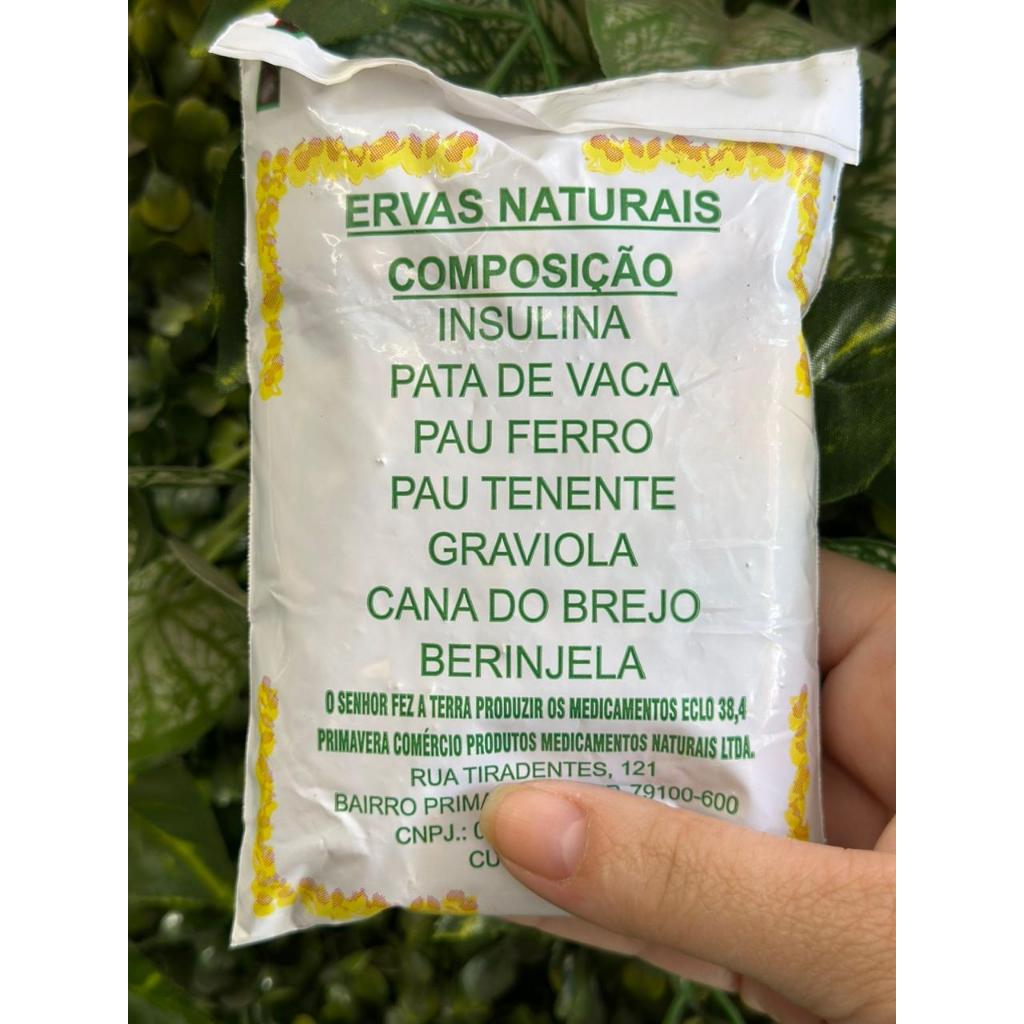 ERVAS NATURAIS
COMPOSIÇÃO
INSULINA
PATA DE VACA
PAU FERRO
PAU TENENTE
GRAVIOLA
CANA DO BREJO
BERINJELA
O SENHOR FEZ A TERRA PRODUZIR OS MEDICAMENTOS ECLO 38,4
PRIMAVERA COMÉRCIO PRODUTOS MEDICAMENTOS NATURAIS LTDA.
RUA TIRADENTES, 121
BAIRRO 79100-600
CNPJ.: